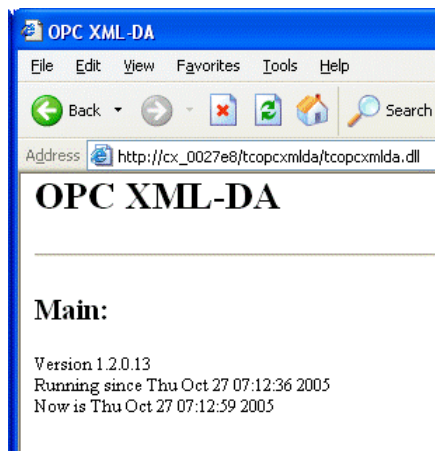 OPC XML-DA
File Edit View Favorites Tools Help
Back Search
Address http://cx_0027e8/tcopcxmlda/tcopcxmlda.dll
OPC XML-DA
Main:
Version 1.2.0.13
Running since Thu Oct 27 07:12:36 2005
Now is Thu Oct 27 07:12:59 2005